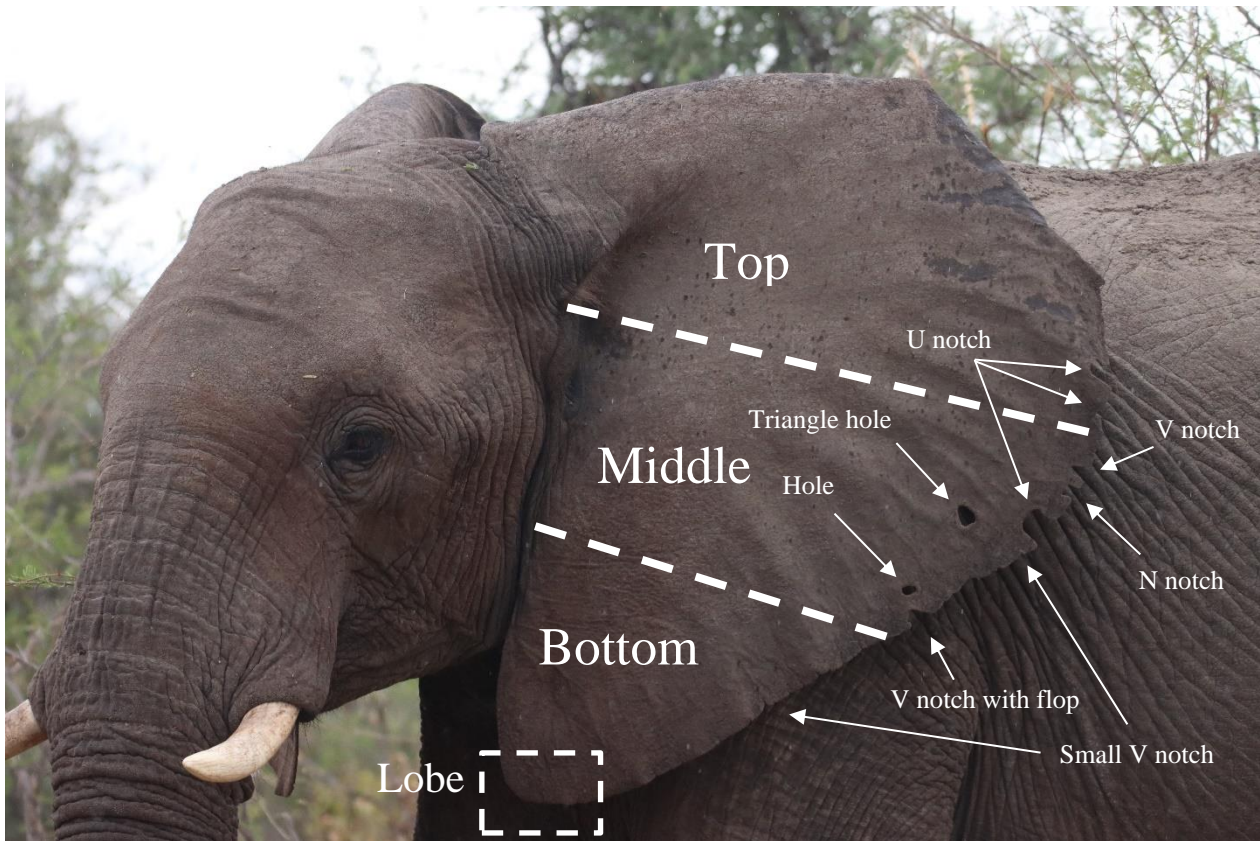 Top
U notch
Triangle hole
V notch
Middle
Hole
N notch
Bottom
V notch with flop
Small V notch
Lobe